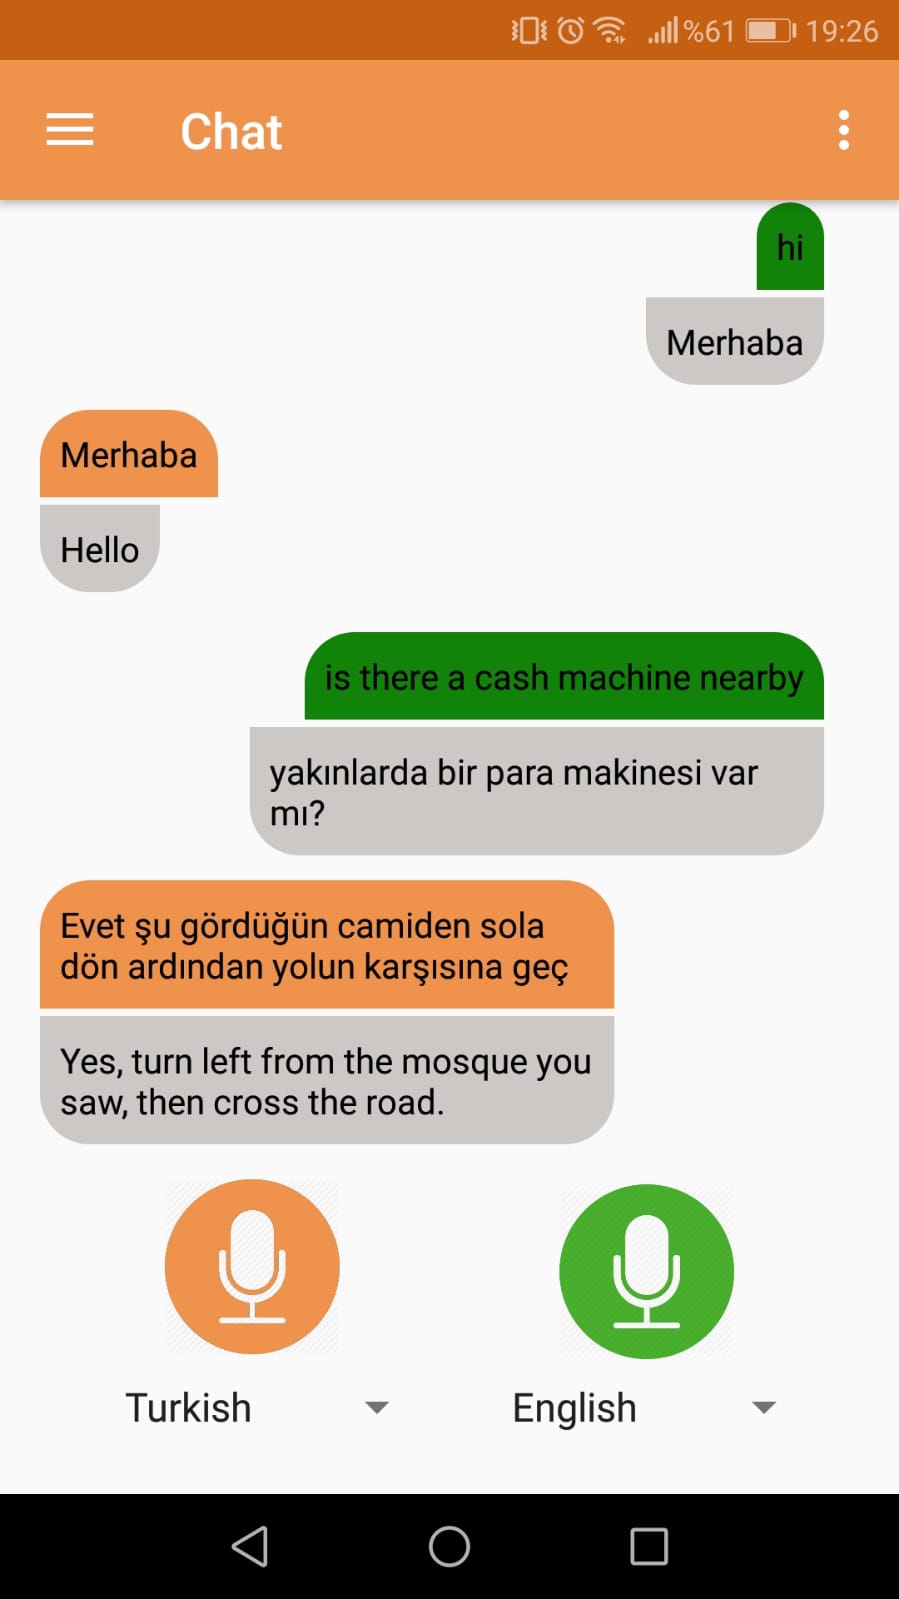 %61 19:26
Chat
hi
Merhaba
Merhaba
Hello
is there a cash machine nearby
yakınlarda bir para makinesi var
mı?
Evet şu gördüğün camiden sola
dön ardından yolun karşısına geç
Yes, turn left from the mosque you
saw, then cross the road.
Turkish English